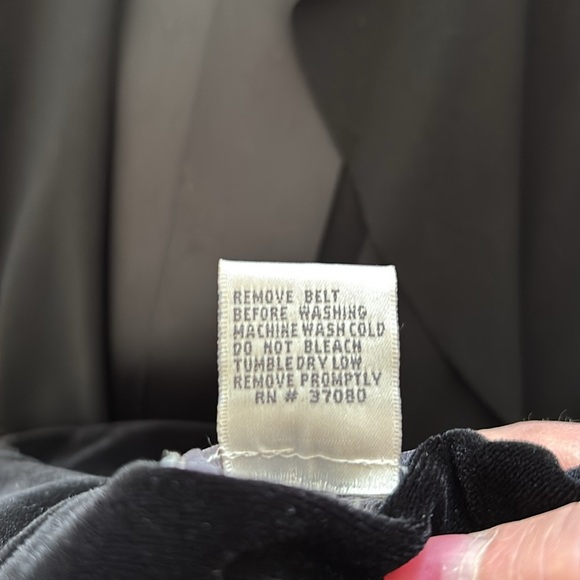 REMOVE BELT
BEFORE WASHING
MACHINE WASH COLD
DO NOT BLEACH
TUMBLE DRY LOW
REMOVE PROMPTLY
RN # 37080